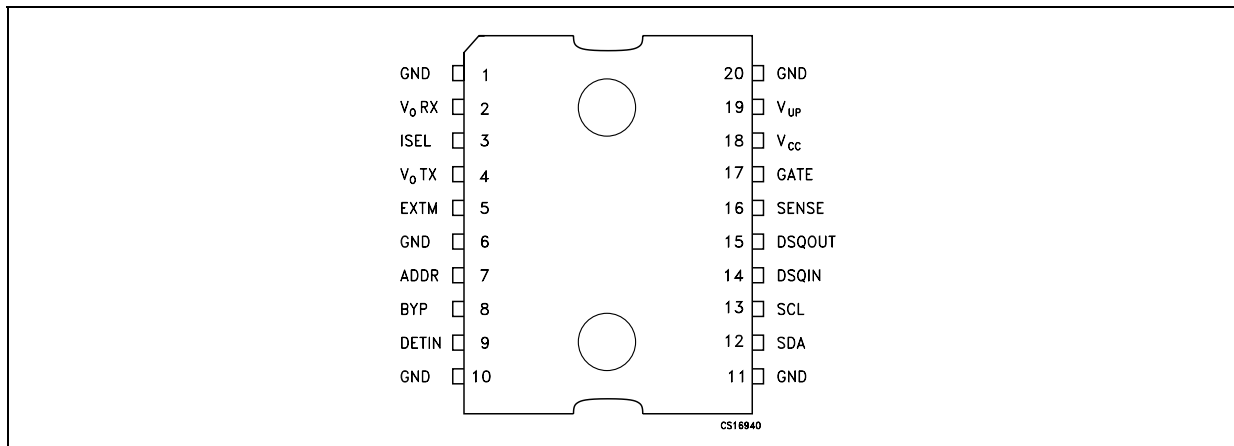 GND 1 20 GND
V₀ RX 2 19 V_UP
ISEL 3 18 V_CC
V₀ TX 4 17 GATE
EXTM 5 16 SENSE
GND 6 15 DSQOUT
ADDR 7 14 DSQIN
BYP 8 13 SCL
DETIN 9 12 SDA
GND 10 11 GND
CS16940